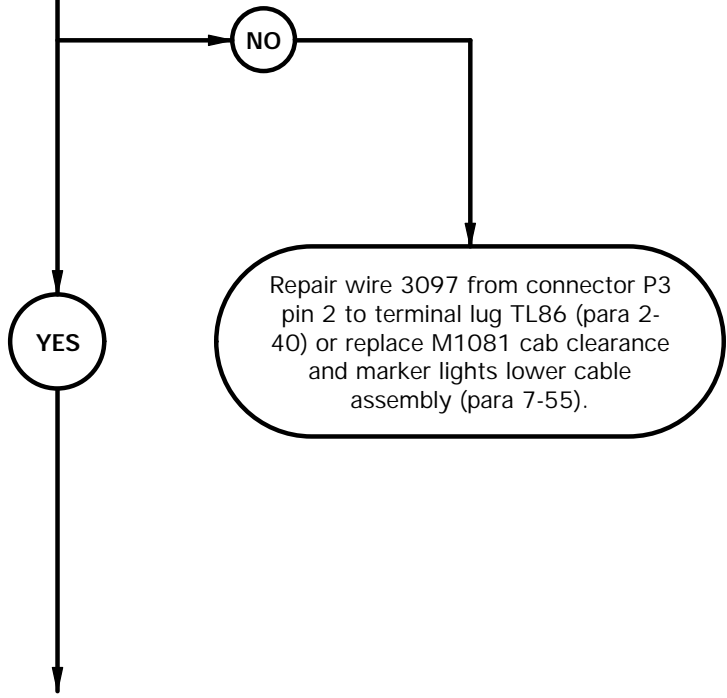 NO
YES
Repair wire 3097 from connector P3
pin 2 to terminal lug TL86 (para 2-
40) or replace M1081 cab clearance
and marker lights lower cable
assembly (para 7-55).